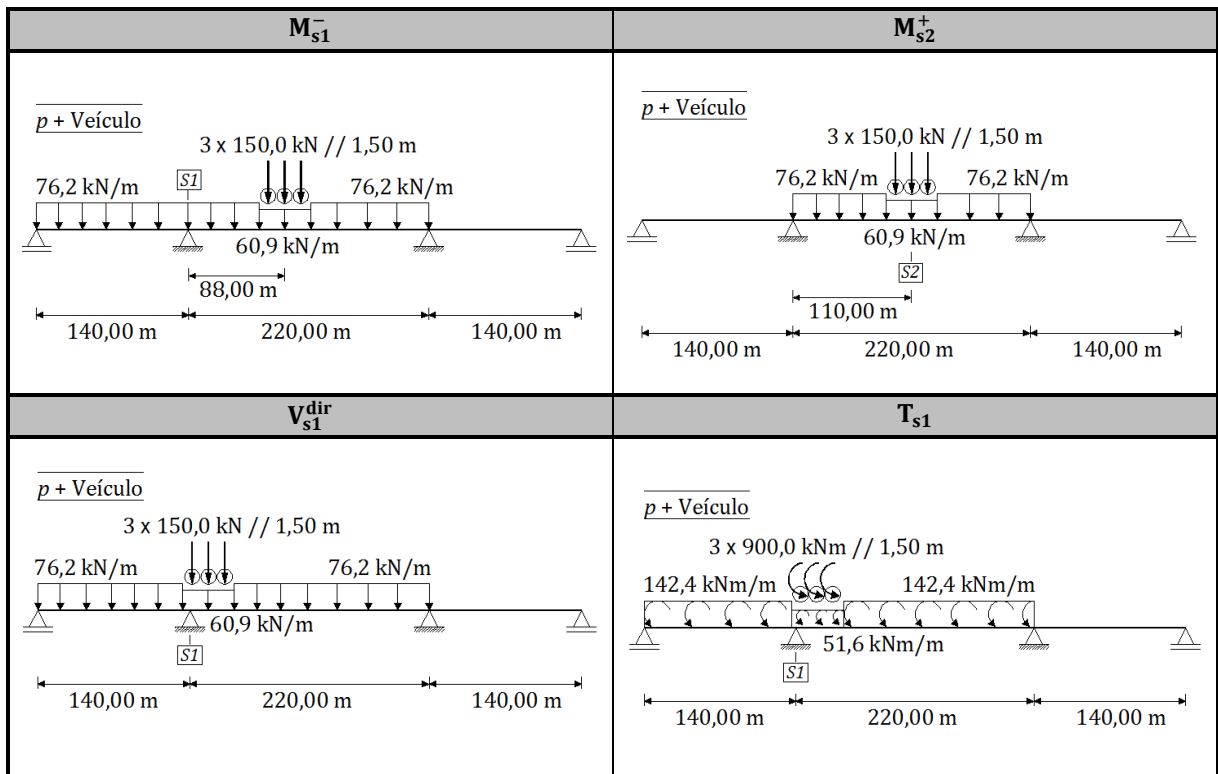 M⁻s1
M⁺s2
p + Veículo
3 x 150,0 kN // 1,50 m
76,2 kN/m
S1
76,2 kN/m
60,9 kN/m
88,00 m
140,00 m
220,00 m
140,00 m
p + Veículo
3 x 150,0 kN // 1,50 m
76,2 kN/m
76,2 kN/m
60,9 kN/m
S2
110,00 m
140,00 m
220,00 m
140,00 m
Vdirs1
Ts1
p + Veículo
3 x 150,0 kN // 1,50 m
76,2 kN/m
76,2 kN/m
60,9 kN/m
S1
140,00 m
220,00 m
140,00 m
p + Veículo
3 x 900,0 kNm // 1,50 m
142,4 kNm/m
142,4 kNm/m
51,6 kNm/m
S1
140,00 m
220,00 m
140,00 m